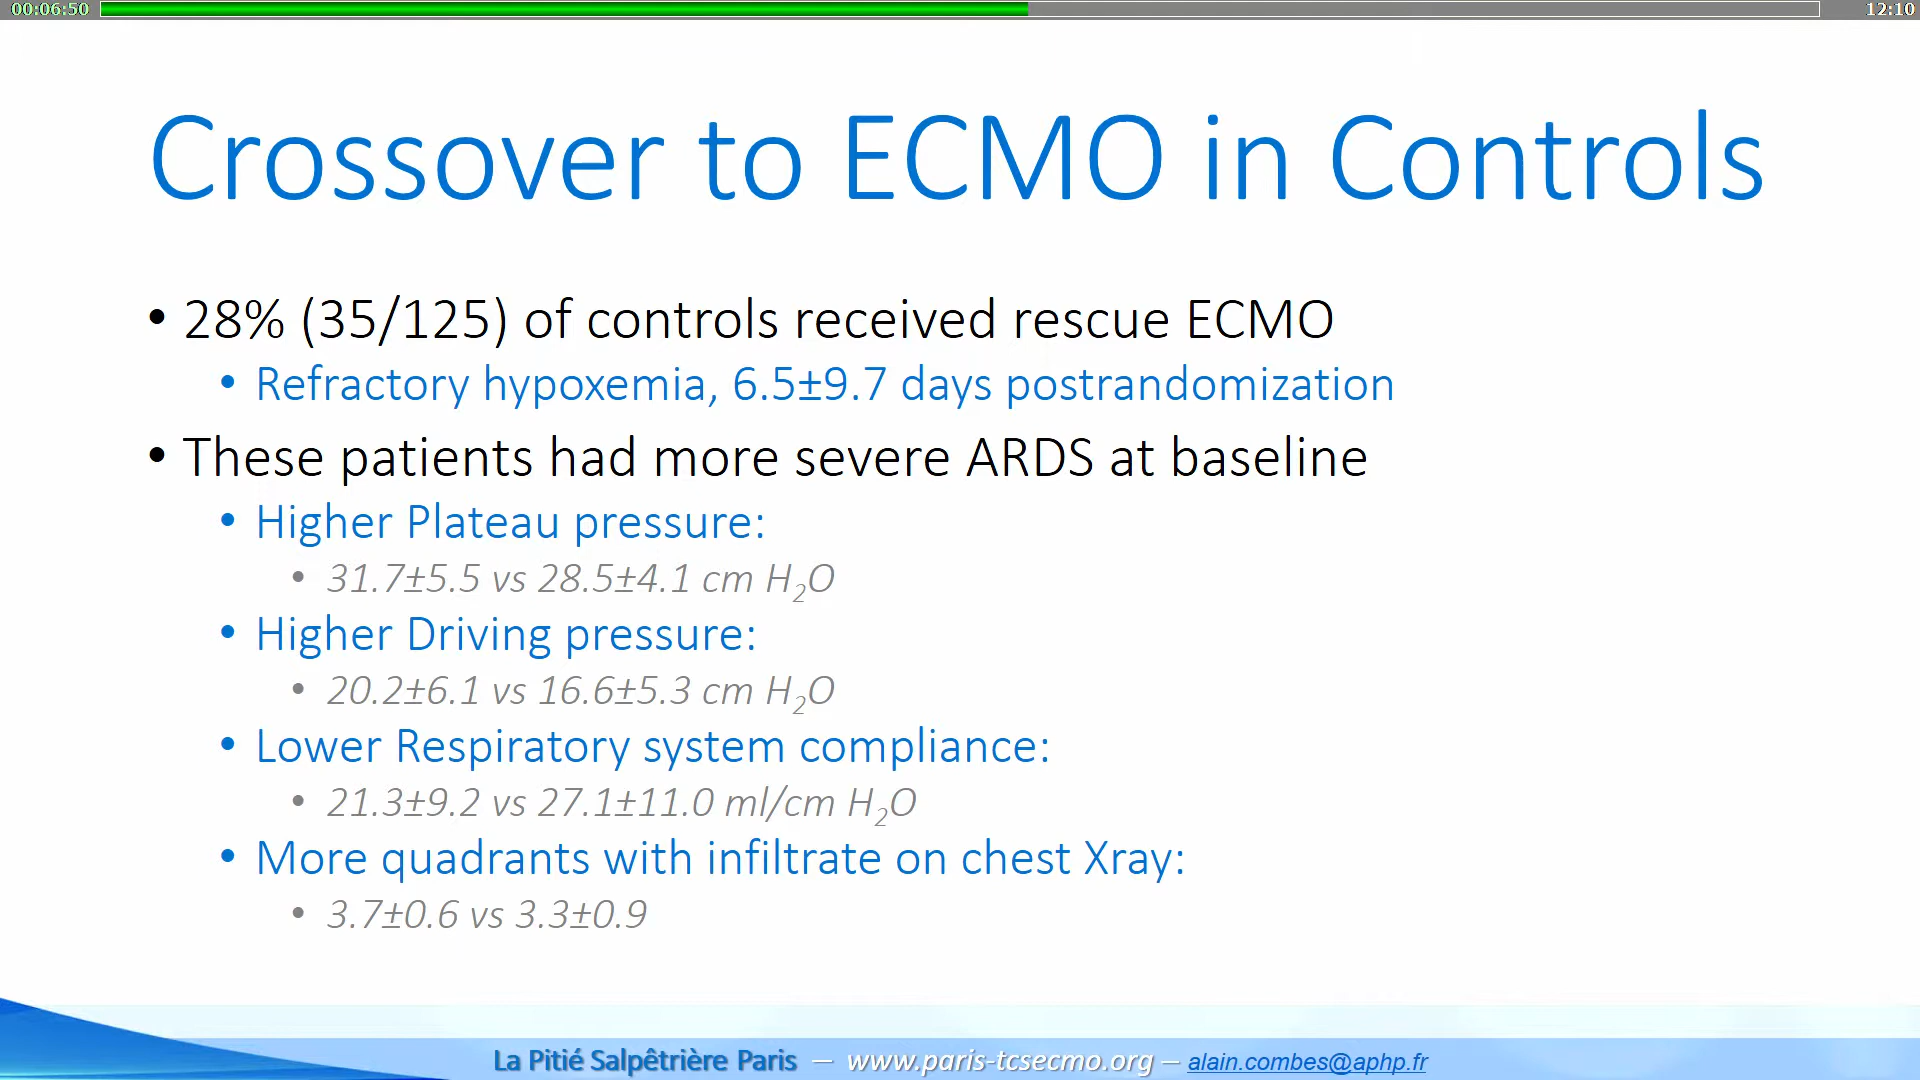 00:06:50 12:10
Crossover to ECMO in Controls
• 28% (35/125) of controls received rescue ECMO
• Refractory hypoxemia, 6.5±9.7 days postrandomization
• These patients had more severe ARDS at baseline
• Higher Plateau pressure:
• 31.7±5.5 vs 28.5±4.1 cm H₂O
• Higher Driving pressure:
• 20.2±6.1 vs 16.6±5.3 cm H₂O
• Lower Respiratory system compliance:
• 21.3±9.2 vs 27.1±11.0 ml/cm H₂O
• More quadrants with infiltrate on chest Xray:
• 3.7±0.6 vs 3.3±0.9
La Pitié Salpêtrière Paris – www.paris-tcsecmo.org – alain.combes@aphp.fr